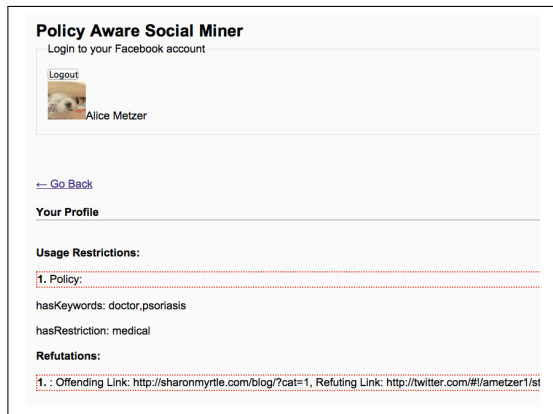 Policy Aware Social Miner
Login to your Facebook account
Logout
Alice Metzer
← Go Back
Your Profile
Usage Restrictions:
1. Policy:
hasKeywords: doctor,psoriasis
hasRestriction: medical
Refutations:
1. : Offending Link: http://sharonmyrtle.com/blog/?cat=1, Refuting Link: http://twitter.com/#!/ametzer1/st